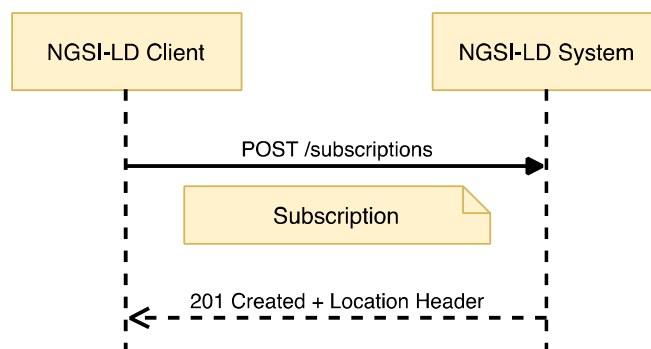 NGSI-LD Client
NGSI-LD System
POST /subscriptions
Subscription
201 Created + Location Header